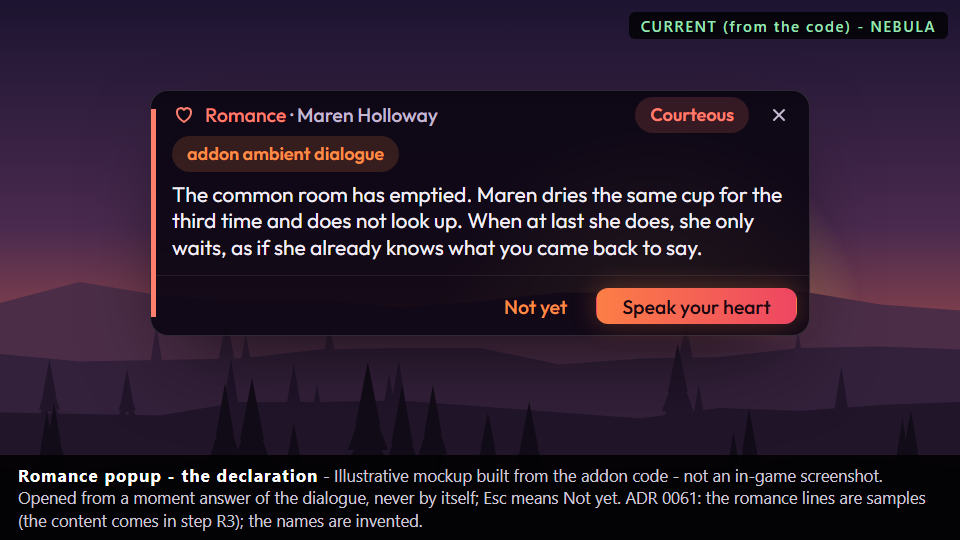 CURRENT (from the code) - NEBULA
Romance · Maren Holloway
Courteous
addon ambient dialogue
The common room has emptied. Maren dries the same cup for the
third time and does not look up. When at last she does, she only
waits, as if she already knows what you came back to say.
Not yet
Speak your heart
Romance popup - the declaration - Illustrative mockup built from the addon code - not an in-game screenshot.
Opened from a moment answer of the dialogue, never by itself; Esc means Not yet. ADR 0061: the romance lines are samples
(the content comes in step R3); the names are invented.